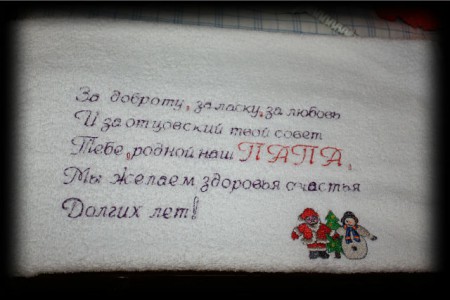 За доброту, за ласку, за любовь
И за отцовский твой совет
Тебе, родной наш ПАПА,
Мы желаем здоровья счастья
Долгих лет!